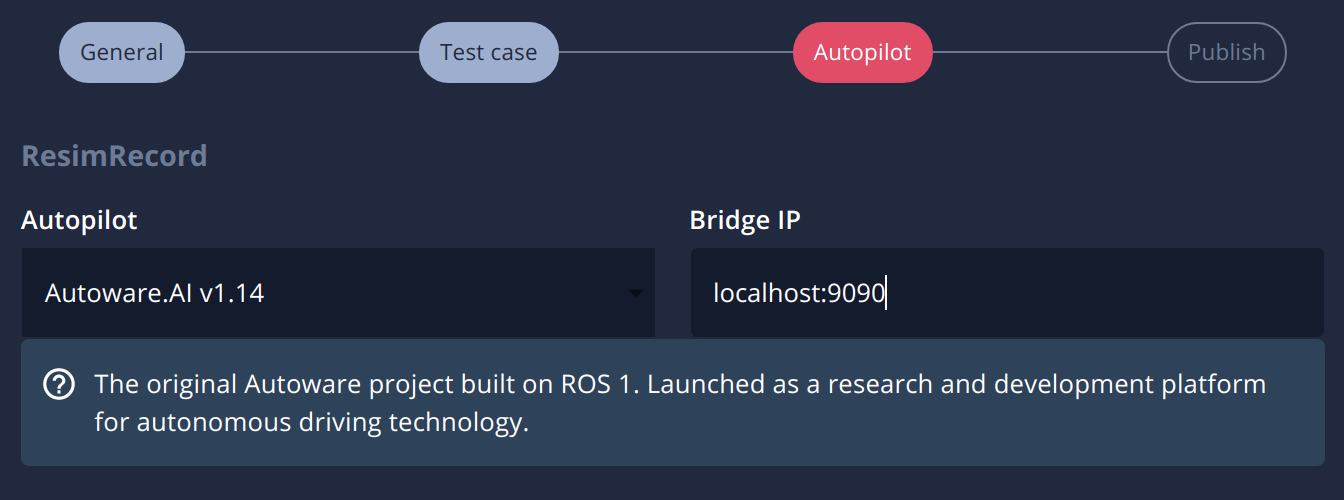 General
Test case
Autopilot
Publish
ResimRecord
Autopilot
Bridge IP
Autoware.AI v1.14
localhost:9090
The original Autoware project built on ROS 1. Launched as a research and development platform
for autonomous driving technology.